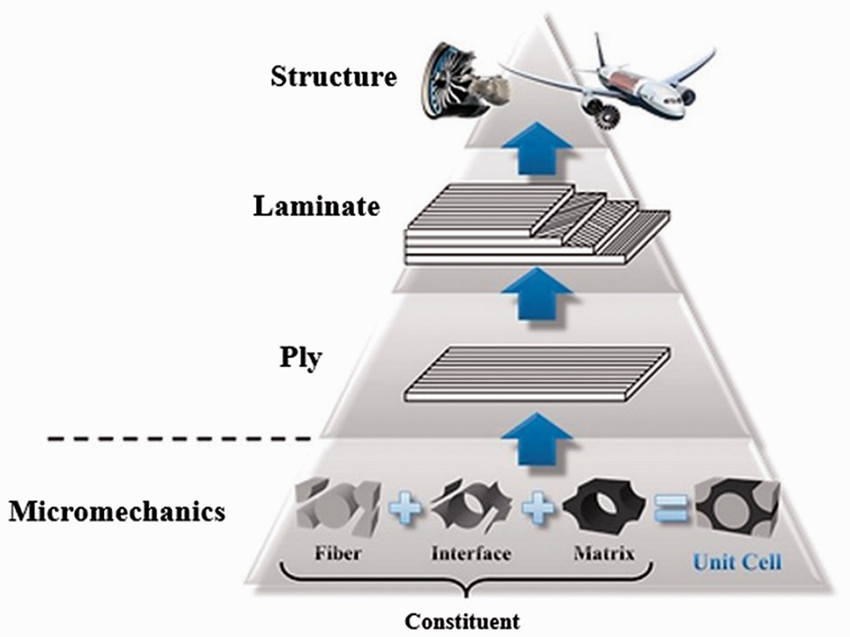 Structure
Laminate
Ply
Micromechanics
Fiber
Interface
Matrix
Unit Cell
Constituent